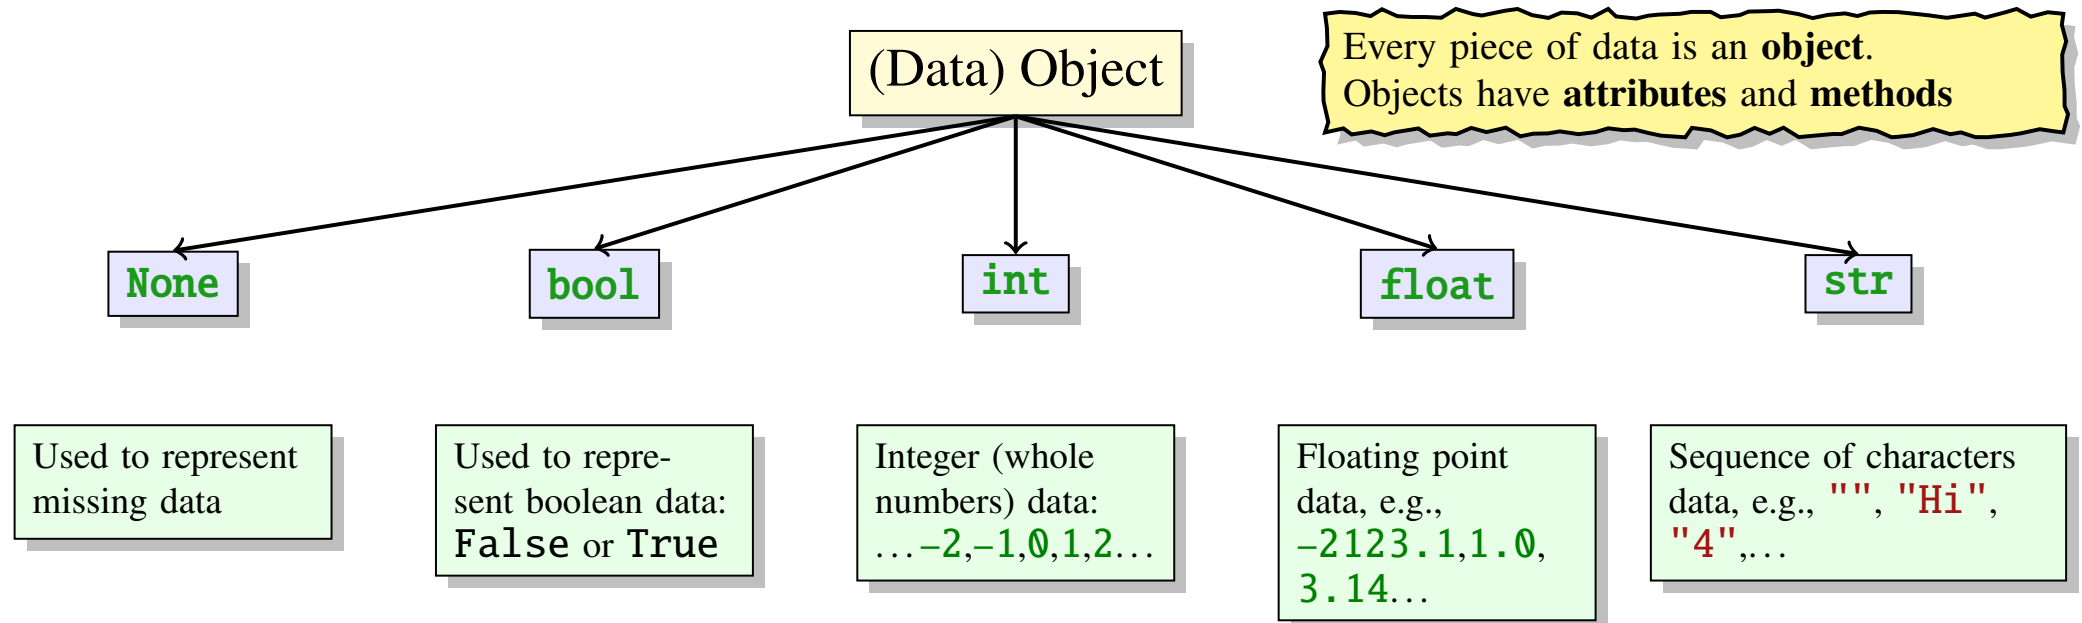 (Data) Object
Every piece of data is an object.
Objects have attributes and methods
None
bool
int
float
str
Used to represent
missing data
Used to repre-
sent boolean data:
False or True
Integer (whole
numbers) data:
...−2,−1,0,1,2...
Floating point
data, e.g.,
−2123.1,1.0,
3.14...
Sequence of characters
data, e.g., "", "Hi",
"4",...